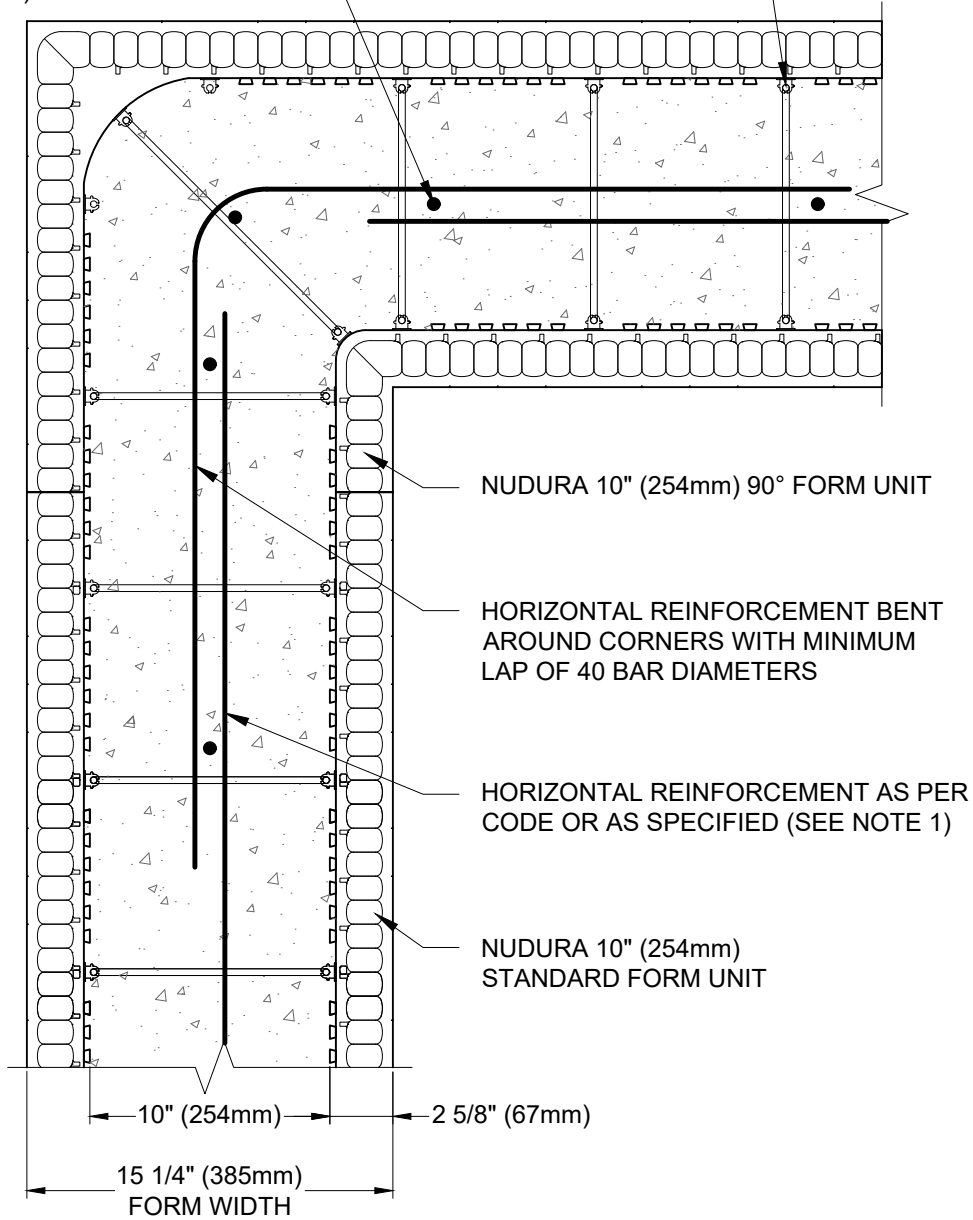 NUDURA 10" (254mm) 90° FORM UNIT
HORIZONTAL REINFORCEMENT BENT
AROUND CORNERS WITH MINIMUM
LAP OF 40 BAR DIAMETERS
HORIZONTAL REINFORCEMENT AS PER
CODE OR AS SPECIFIED (SEE NOTE 1)
NUDURA 10" (254mm)
STANDARD FORM UNIT
10" (254mm)
2 5/8" (67mm)
15 1/4" (385mm)
FORM WIDTH